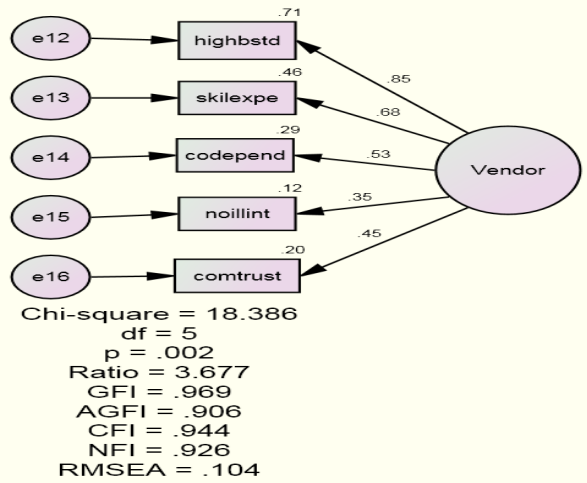 .71
e12
highbstd
.85
.46
e13
skilexpe
.68
.29
e14
codepend
.53
Vendor
.12
e15
noillint
.35
.20
.45
e16
comtrust
Chi-square = 18.386
df = 5
p = .002
Ratio = 3.677
GFI = .969
AGFI = .906
CFI = .944
NFI = .926
RMSEA = .104